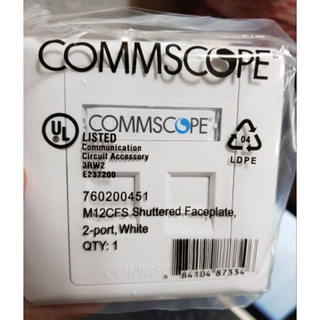 COMMSCOPE®
COMMSCOPE®
UL
LISTED
Communication
Circuit Accessory
3RW2
E237200
04
LDPE
760200451
M12CFS Shuttered Faceplate,
2-port, White
QTY: 1
COMMSCOPE
84104 87334